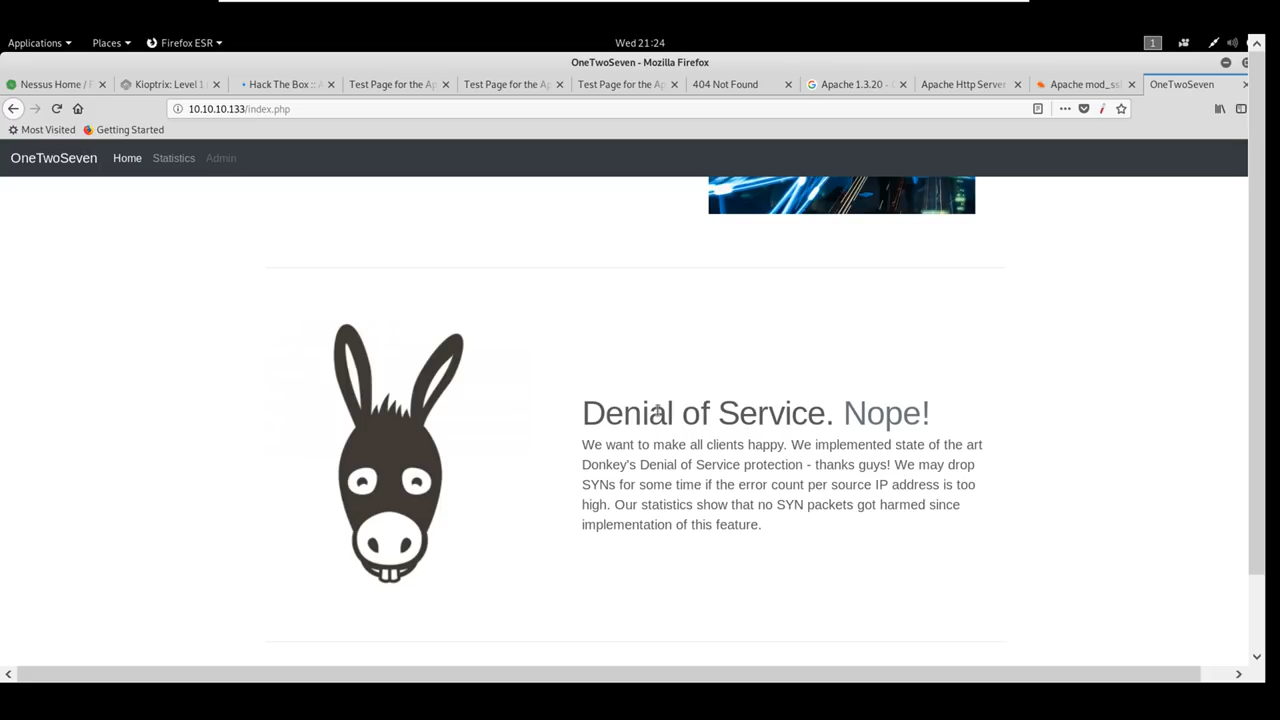 Applications Places Firefox ESR Wed 21:24 1
OneTwoSeven - Mozilla Firefox
Nessus Home / F Kioptrix: Level 1 Hack The Box :: A Test Page for the Ap Test Page for the Ap Test Page for the Ap 404 Not Found Apache 1.3.20 - Apache Http Server Apache mod_ssl OneTwoSeven
10.10.10.133/index.php
Most Visited Getting Started
OneTwoSeven Home Statistics Admin
Denial of Service. Nope!
We want to make all clients happy. We implemented state of the art
Donkey's Denial of Service protection - thanks guys! We may drop
SYNs for some time if the error count per source IP address is too
high. Our statistics show that no SYN packets got harmed since
implementation of this feature.